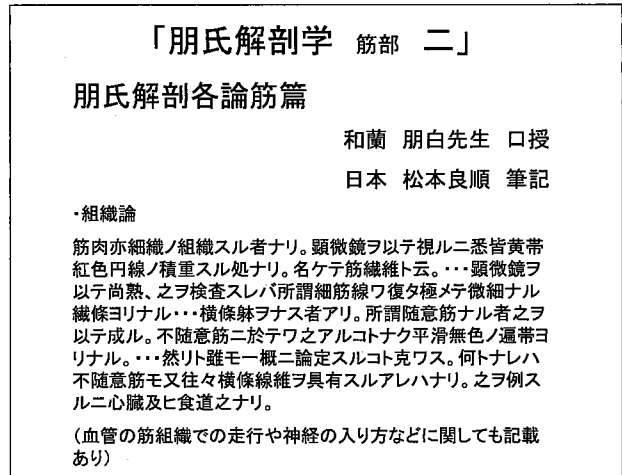 「朋氏解剖学 筋部 二」
朋氏解剖各論筋篇
和蘭 朋白先生 口授
日本 松本良順 筆記
・組織論
筋肉亦細織ノ組織スル者ナリ。顕微鏡ヲ以テ視ルニ悉皆黄帯
紅色円線ノ積重スル処ナリ。名ケテ筋繊維ト云。・・・顕微鏡ヲ
以テ尚熟、之ヲ検査スレバ所謂細筋線ワ復タ極メテ微細ナル
繊條ヨリナル・・・横條躰ヲナス者アリ。所謂随意筋ナル者之ヲ
以テ成ル。不随意筋ニ於テワ之アルコトナク平滑無色ノ遍帯ヨ
リナル。・・・然リト雖モ一概ニ論定スルコト克ワス。何トナレハ
不随意筋モ又往々横條線維ヲ具有スルアレハナリ。之ヲ例ス
ルニ心臓及ヒ食道之ナリ。
（血管の筋組織での走行や神経の入り方などに関しても記載
あり）